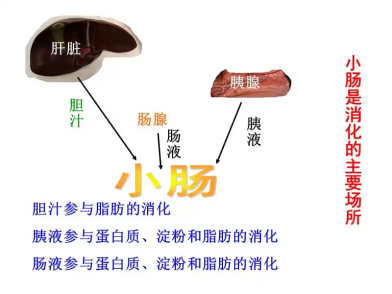 肝脏
胰腺
胆汁
肠腺
肠液
胰液
小肠
小肠是消化的主要场所
胆汁参与脂肪的消化
胰液参与蛋白质、淀粉和脂肪的消化
肠液参与蛋白质、淀粉和脂肪的消化